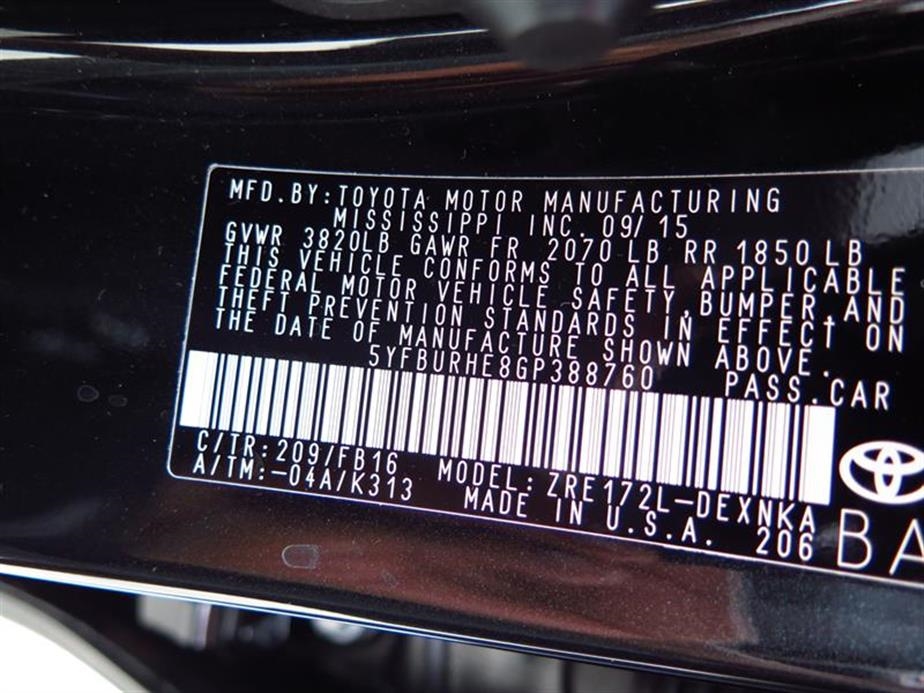 MFD.BY:TOYOTA MOTOR MANUFACTURING
MISSISSIPPI INC. 09/15
GVWR 3820LB GAWR FR 2070 LB RR 1850 LB
THIS VEHICLE CONFORMS TO ALL APPLICABLE
FEDERAL MOTOR VEHICLE SAFETY,BUMPER,AND
THEFT PREVENTION STANDARDS IN EFFECT ON
THE DATE OF MANUFACTURE SHOWN ABOVE.
5YFBURHE8GP388760 PASS.CAR
C/TR:209/FB16 MODEL:ZRE172L-DEXNKA
A/TM:-04A/K313 MADE IN U.S.A. 206
BA